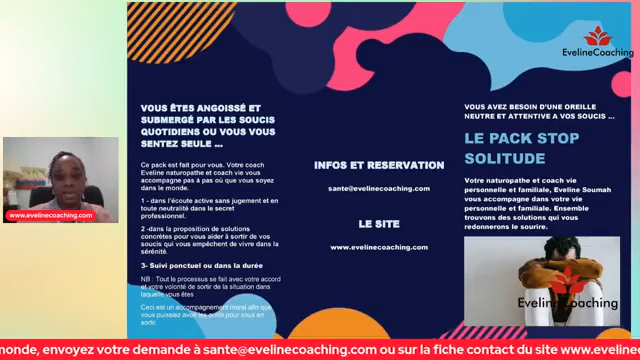 EvelineCoaching
VOUS ÊTES ANGOISSÉ ET
SUBMERGÉ PAR LES SOUCIS
QUOTIDIENS OU VOUS VOUS
SENTEZ SEULE ...
Ce pack est fait pour vous. Votre coach
Eveline naturopathe et coach vie vous
accompagne pas à pas où que vous soyez
dans le monde.
1 - dans l'écoute active sans jugement et en
toute neutralité dans le secret
professionnel.
2 -dans la proposition de solutions
concrètes pour vous aider à sortir de vos
soucis qui vous empêchent de vivre dans la
sérénité.
3- Suivi ponctuel ou dans la durée
NB : Tout le processus se fait avec votre accord
et votre volonté de sortir de la situation dans
laquelle vous êtes .
Ceci est un accompagnement moral afin que
vous puissiez avoir les outils pour vous en
sortir.
INFOS ET RESERVATION
sante@evelinecoaching.com
LE SITE
www.evelinecoaching.com
VOUS AVEZ BESOIN D'UNE OREILLE
NEUTRE ET ATTENTIVE A VOS SOUCIS ...
LE PACK STOP
SOLITUDE
Votre naturopathe et coach vie
personnelle et familiale, Eveline Soumah
vous accompagne dans votre vie
personnelle et familiale. Ensemble
trouvons des solutions qui vous
redonnerons le sourire.
EvelineCoaching
www.evelinecoaching.com
monde, envoyez votre demande à sante@evelinecoaching.com ou sur la fiche contact du site www.eveline